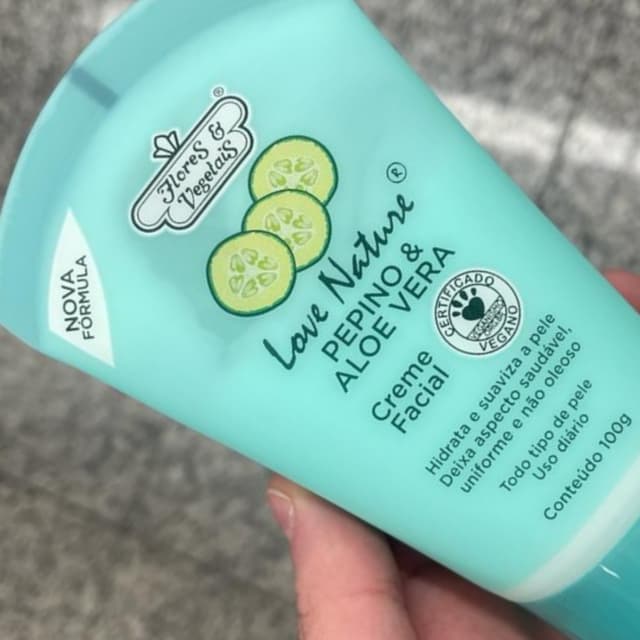 Flores &
Vegetais
®
NOVA
FÓRMULA
Love Nature ®
PEPINO &
ALOE VERA
Creme
Facial
CERTIFICADO
VEGANO
Hidrata e suaviza a pele
Deixa aspecto saudável,
uniforme e não oleoso
Todo tipo de pele
Uso diário
Conteúdo 100g